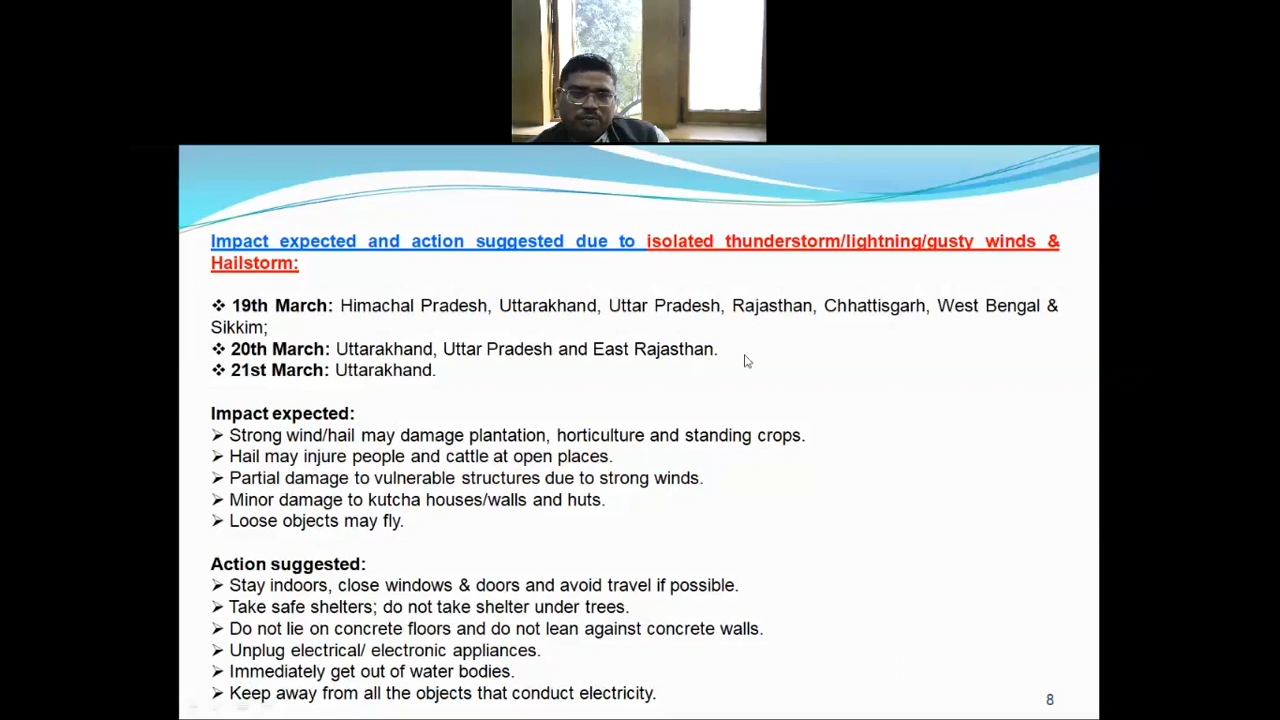 Impact expected and action suggested due to isolated thunderstorm/lightning/gusty winds &
Hailstorm:
❖ 19th March: Himachal Pradesh, Uttarakhand, Uttar Pradesh, Rajasthan, Chhattisgarh, West Bengal &
Sikkim;
❖ 20th March: Uttarakhand, Uttar Pradesh and East Rajasthan.
❖ 21st March: Uttarakhand.
Impact expected:
➢ Strong wind/hail may damage plantation, horticulture and standing crops.
➢ Hail may injure people and cattle at open places.
➢ Partial damage to vulnerable structures due to strong winds.
➢ Minor damage to kutcha houses/walls and huts.
➢ Loose objects may fly.
Action suggested:
➢ Stay indoors, close windows & doors and avoid travel if possible.
➢ Take safe shelters; do not take shelter under trees.
➢ Do not lie on concrete floors and do not lean against concrete walls.
➢ Unplug electrical/ electronic appliances.
➢ Immediately get out of water bodies.
➢ Keep away from all the objects that conduct electricity.
8